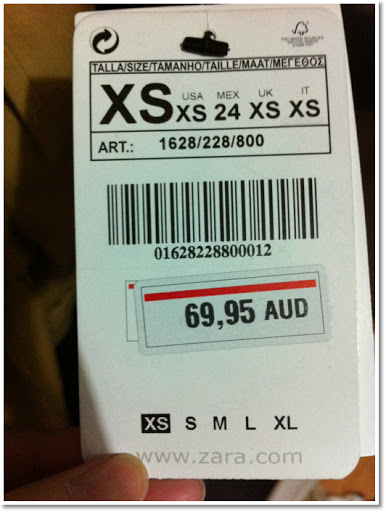 TALLA/SIZE/TAMANHO/TAILLE/MAAT/ΜΕΓΕΘΟΣ
XS
USA MEX UK IT
XS 24 XS XS
ART.: 1628/228/800
01628228800012
69,95 AUD
XS S M L XL
www.zara.com